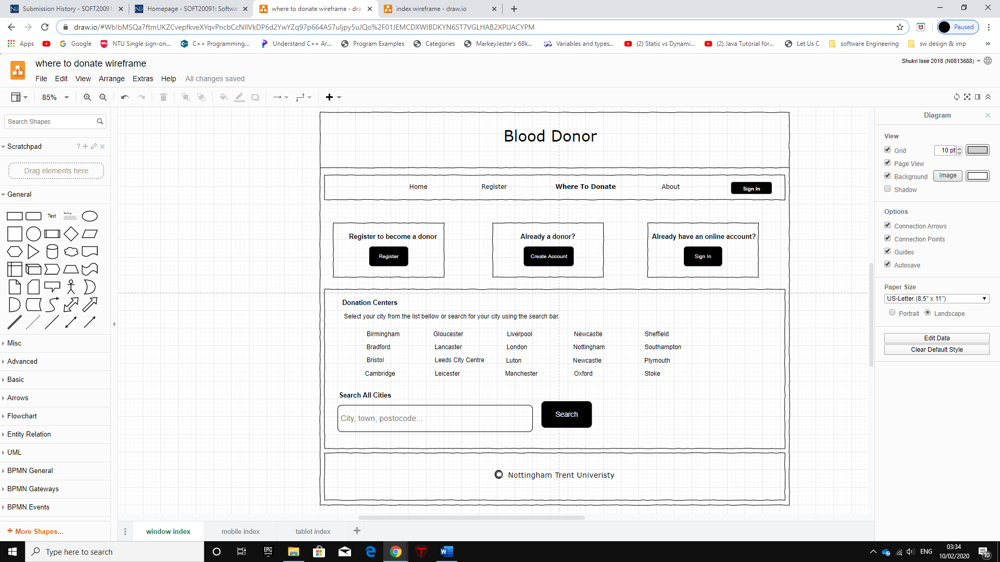 Submission History - SOFT20091
Homepage - SOFT20091: Softwa
where to donate wireframe - dra
index wireframe - draw.io
draw.io/#Wb!bMSQa7ftmUKZCvepfkveXYqvPncbCcNIIVkDP6d2YwYZq97p664AS7uljpy5uJQo%2F01JEMCDXWIBDKYN6ST7VGLHAB2XPUACYPM
Paused
Apps
Google
NTU Single sign-on...
C++ Programming...
Understand C++ Ar...
Program Examples
Categories
MarkeyJester's 68k...
Variables and types...
(2) Static vs Dynami...
(2) Java Tutorial for...
Let Us C
software Engineering
sw design & imp
»
where to donate wireframe
Shukri Isse 2018 (N0813688)
File Edit View Arrange Extras Help All changes saved
85%
Search Shapes
Scratchpad
?
Drag elements here
General
Text
Heading
Misc
Advanced
Basic
Arrows
Flowchart
Entity Relation
UML
BPMN General
BPMN Gateways
BPMN Events
+ More Shapes...
Blood Donor
Home Register Where To Donate About Sign In
Register to become a donor
Register
Already a donor?
Create Account
Already have an online account?
Sign In
Donation Centers
Select your city from the list bellow or search for your city using the search bar.
Birmingham Gloucester Liverpool Newcastle Sheffield
Bradford Lancaster London Nottingham Southampton
Bristol Leeds City Centre Luton Newcastle Plymouth
Cambridge Leicester Manchester Oxford Stoke
Search All Cities
City, town, postocode...
Search
© Nottingham Trent Univeristy
Diagram
View
Grid 10 pt
Page View
Background Image
Shadow
Options
Connection Arrows
Connection Points
Guides
Autosave
Paper Size
US-Letter (8,5" x 11")
Portrait Landscape
Edit Data
Clear Default Style
window index
mobile index
tablet index
Type here to search
EPIC
GAMES
ENG
03:34
10/02/2020
10